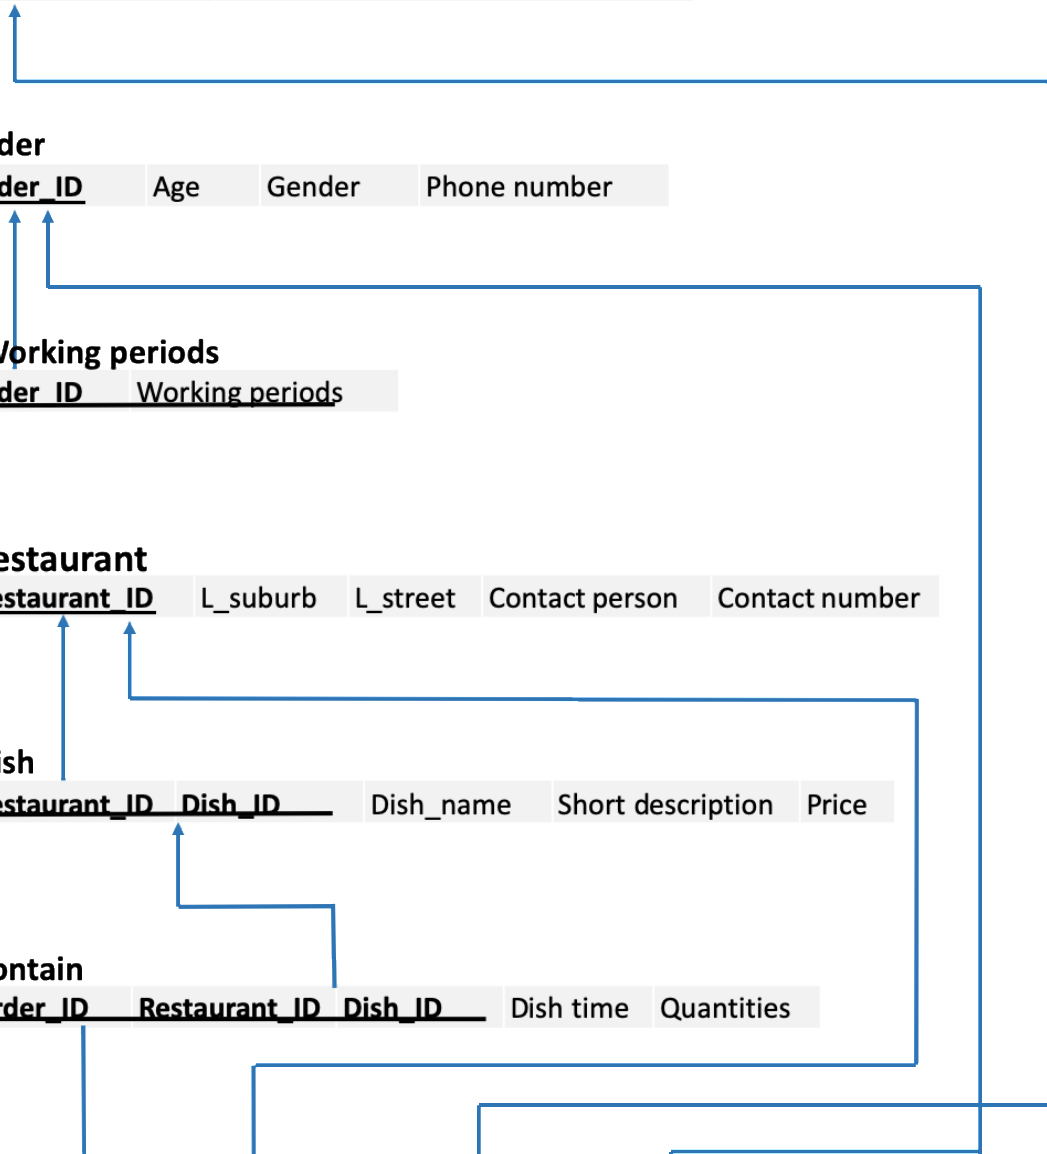 der
der_ID Age Gender Phone number
Working periods
der_ID Working periods
estaurant
estaurant_ID L_suburb L_street Contact person Contact number
ish
estaurant_ID Dish_ID Dish_name Short description Price
ontain
rder_ID Restaurant_ID Dish_ID Dish time Quantities